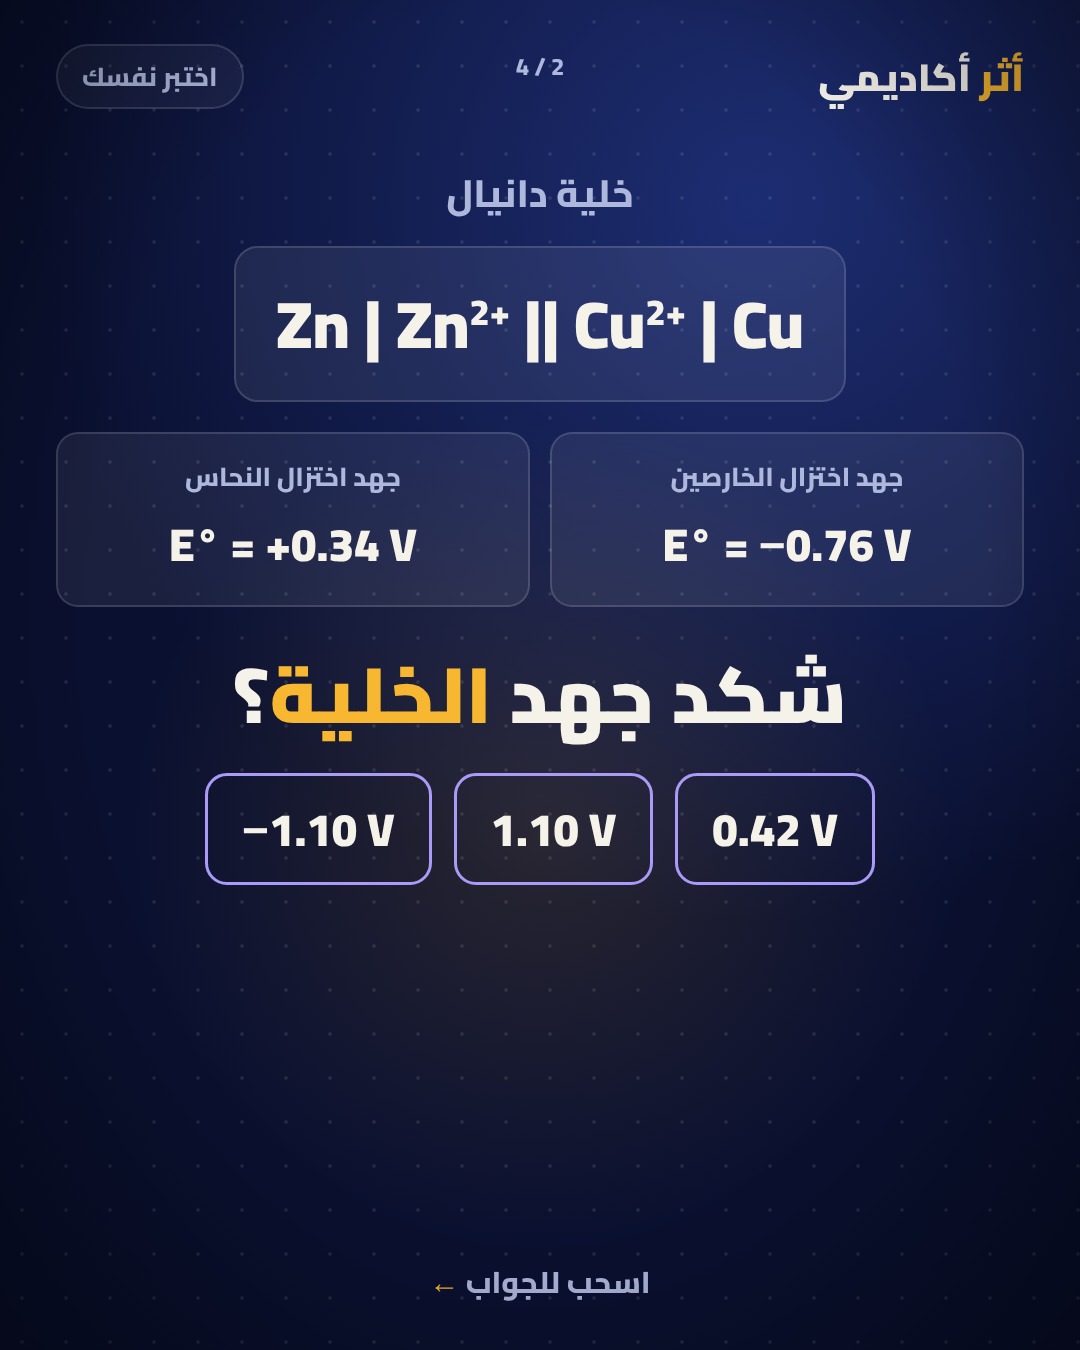 أثر أكاديمي
4 / 2
اختبر نفسك
خلية دانيال
Zn | Zn²⁺ || Cu²⁺ | Cu
جهد اختزال الخارصين
E° = −0.76 V
جهد اختزال النحاس
E° = +0.34 V
شكد جهد الخلية؟
0.42 V
1.10 V
−1.10 V
اسحب للجواب ←